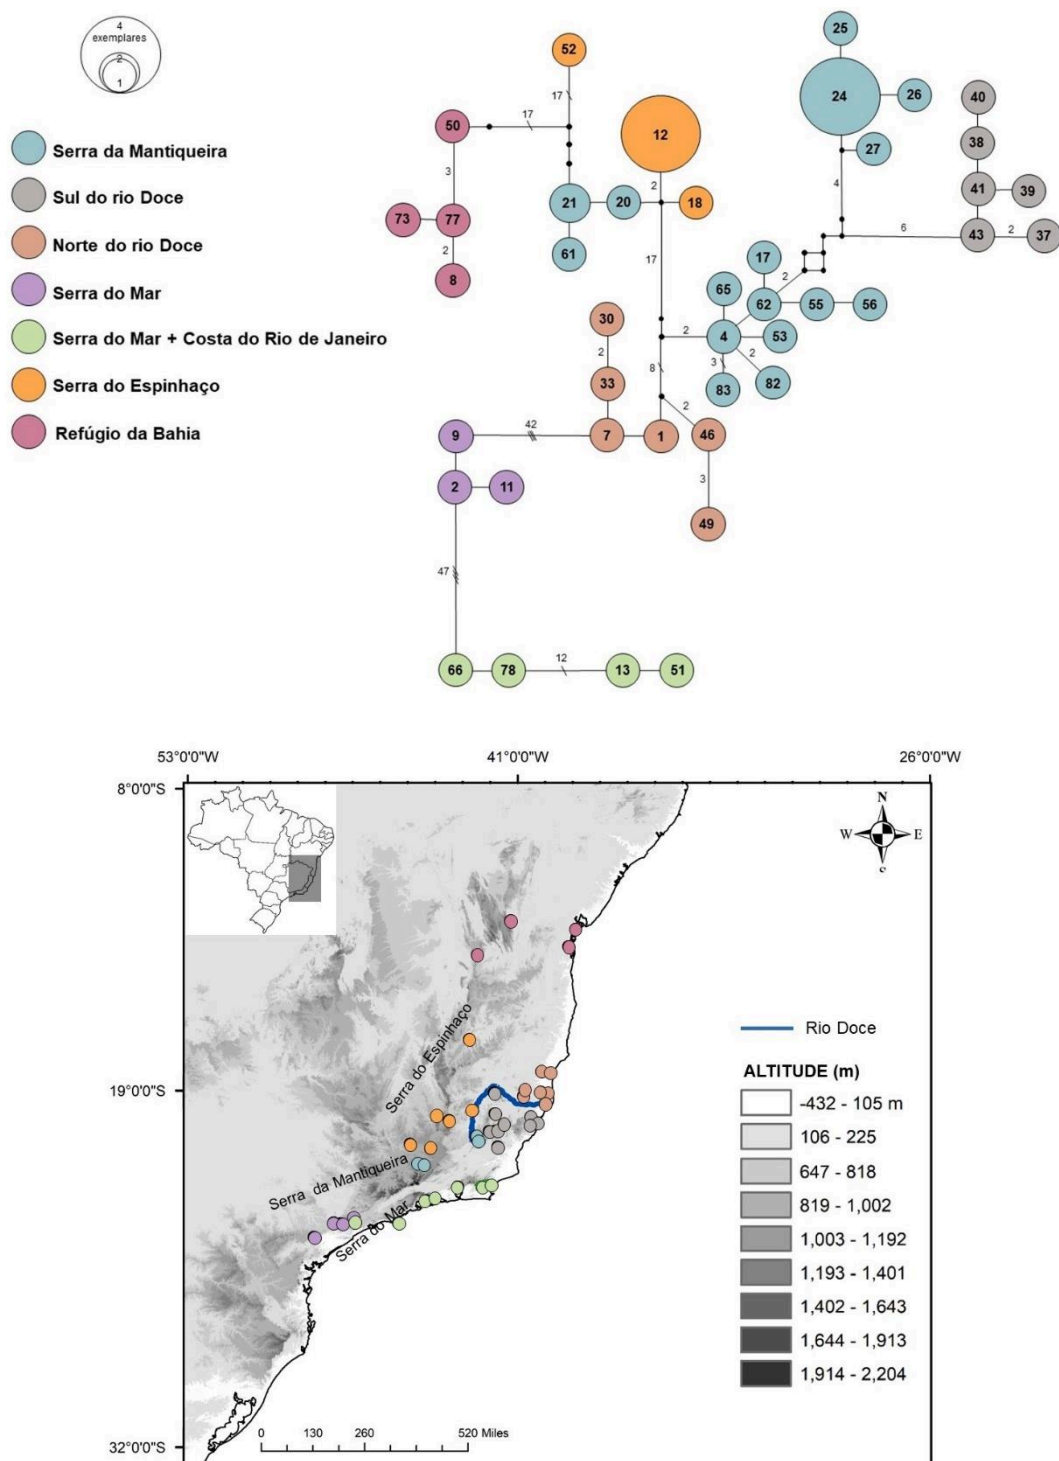 4
exemplares
2
1
Serra da Mantiqueira
Sul do rio Doce
Norte do rio Doce
Serra do Mar
Serra do Mar + Costa do Rio de Janeiro
Serra do Espinhaço
Refúgio da Bahia
25
52
24
26
40
17
17
50
12
38
27
3
2
4
41
39
73
77
21
20
18
6
2
43
2
37
2
61
17
17
2
8
65
62
55
56
30
4
2
53
2
8
3
2
33
83
82
2
42
9
7
1
46
2
11
3
49
47
12
66
78
13
51
53°0'0"W
41°0'0"W
26°0'0"W
8°0'0"S
N
W
E
Serra do Espinhaço
Rio Doce
19°0'0"S
ALTITUDE (m)
-432 - 105 m
106 - 225
647 - 818
819 - 1,002
1,003 - 1,192
1,193 - 1,401
1,402 - 1,643
1,644 - 1,913
1,914 - 2,204
Serra da Mantiqueira
Serra do Mar
0 130 260 520 Miles
32°0'0"S